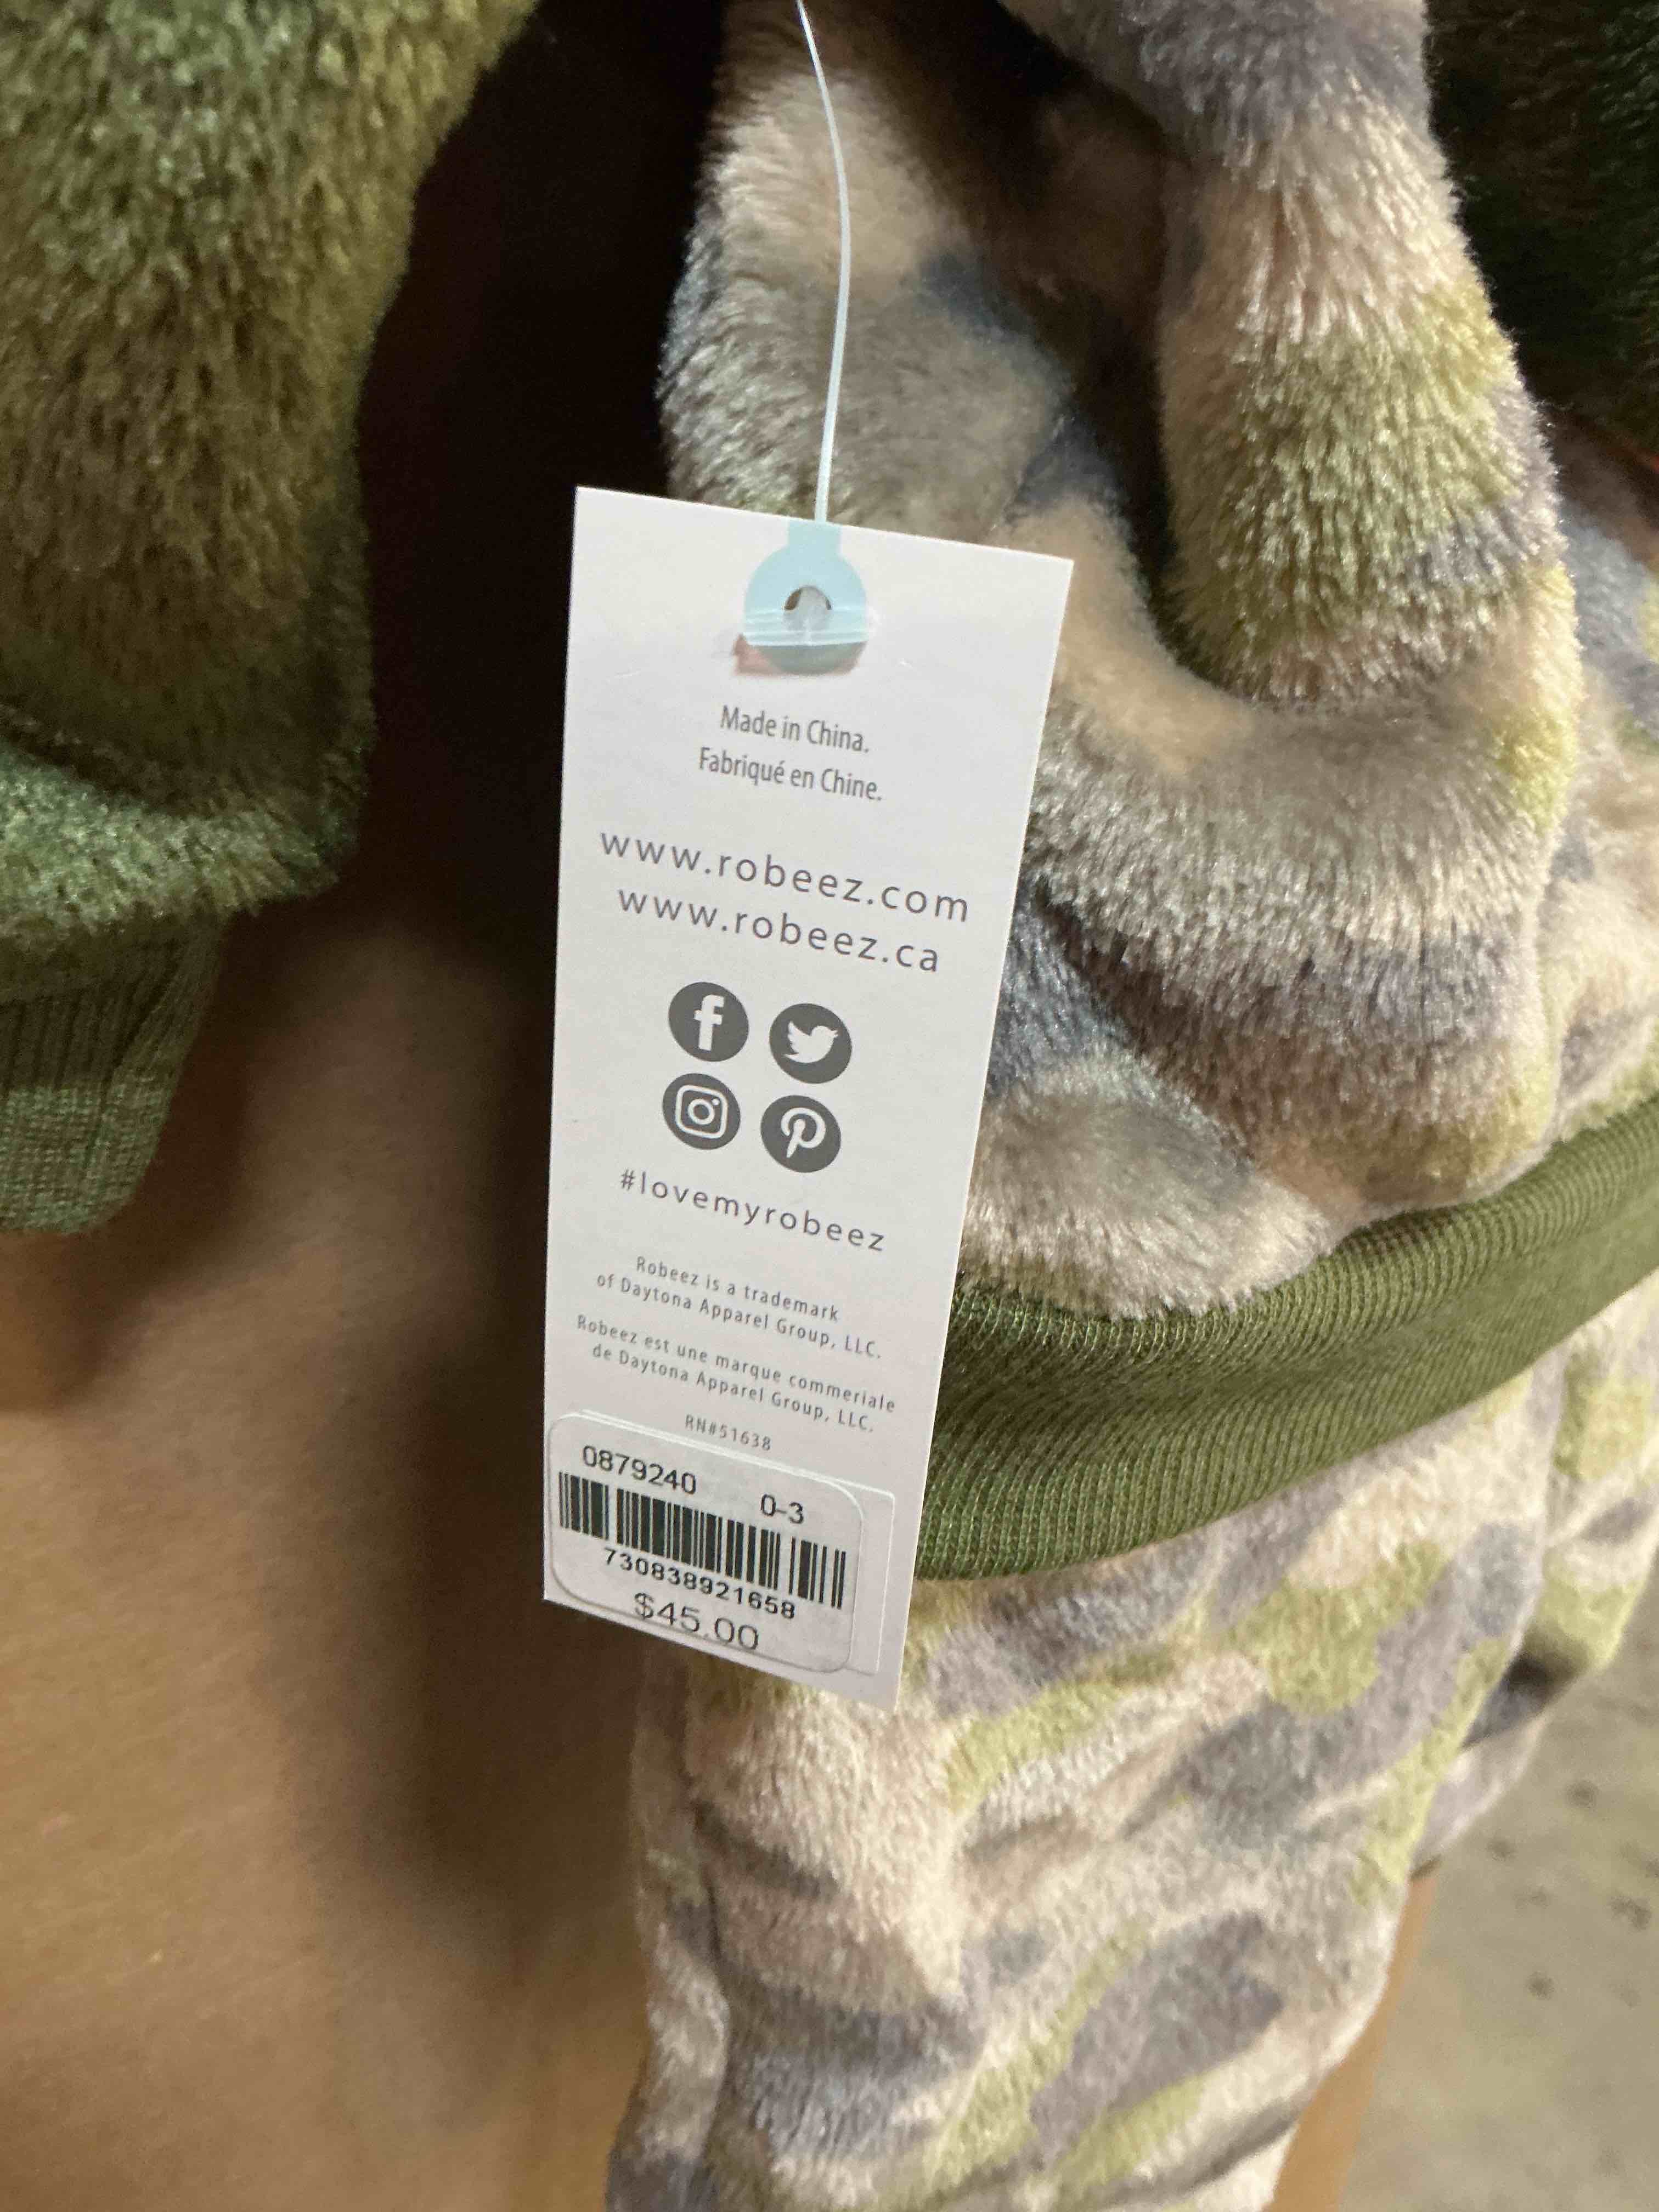 Made in China.
Fabriqué en Chine.
www.robeez.com
www.robeez.ca
#lovemyrobeez
Robeez is a trademark
of Daytona Apparel Group, LLC.
Robeez est une marque commeriale
de Daytona Apparel Group, LLC.
RN#51638
0879240 0-3
730838921658
$45.00